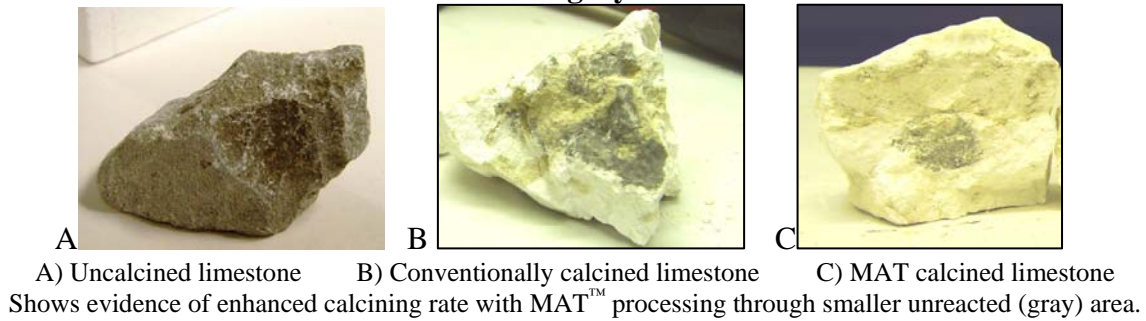 A B C
A) Uncalcined limestone B) Conventionally calcined limestone C) MAT calcined limestone
Shows evidence of enhanced calcining rate with MAT™ processing through smaller unreacted (gray) area.